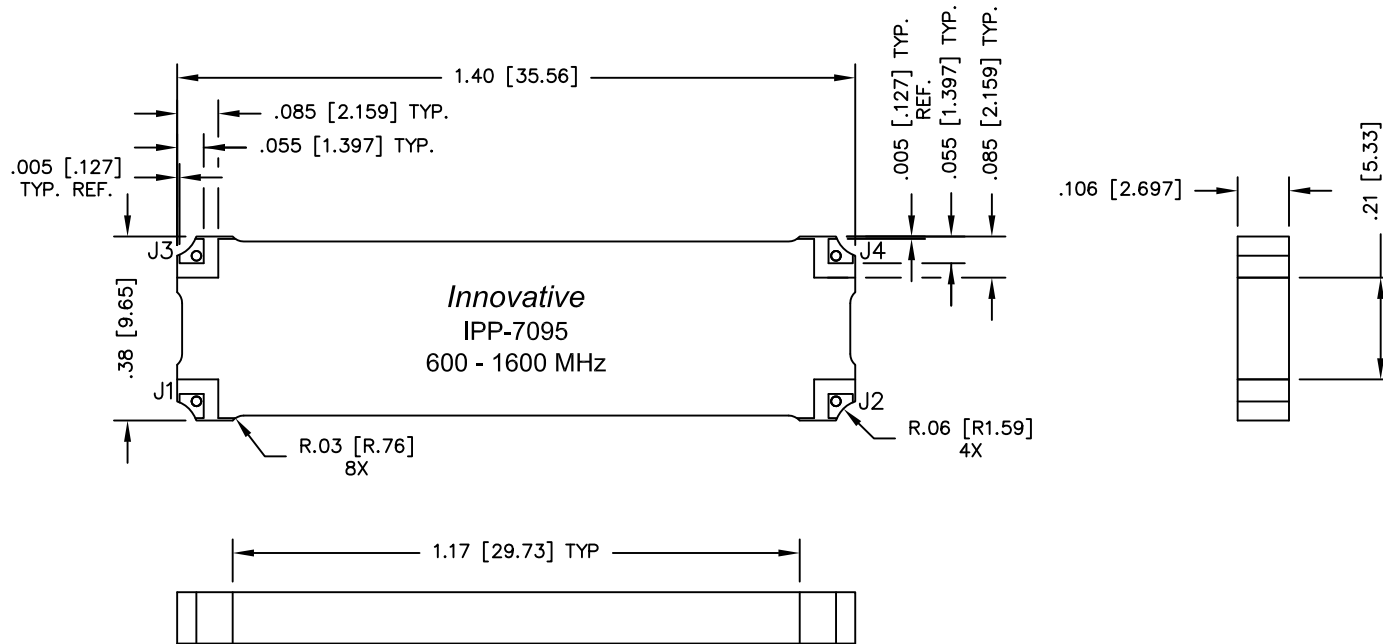 1.40 [35.56]
.085 [2.159] TYP.
.055 [1.397] TYP.
.005 [.127]
TYP. REF.
.005 [.127] TYP.
REF.
.055 [1.397] TYP.
.085 [2.159] TYP.
.106 [2.697]
.21 [5.33]
J3
J4
.38 [9.65]
Innovative
IPP-7095
600 - 1600 MHz
J1
J2
R.03 [R.76]
8X
R.06 [R1.59]
4X
1.17 [29.73] TYP